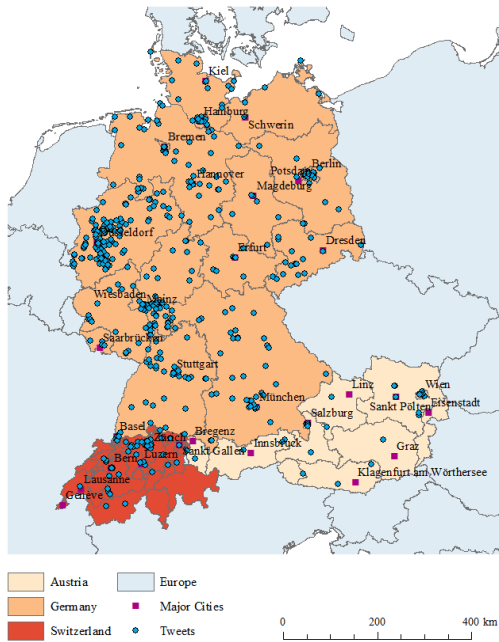 Kiel
Hamburg
Schwerin
Bremen
Berlin
Potsdam
Hannover
Magdeburg
Düsseldorf
Erfurt
Dresden
Wiesbaden
Mainz
Saarbrücken
Stuttgart
München
Linz
Wien
Sankt Pölten
Eisenstadt
Salzburg
Basel
Zürich
Bregenz
Innsbruck
Graz
Sankt Gallen
Bern
Luzern
Klagenfurt am Wörthersee
Lausanne
Genève
Austria
Europe
Germany
Major Cities
Switzerland
Tweets
0 200 400 km